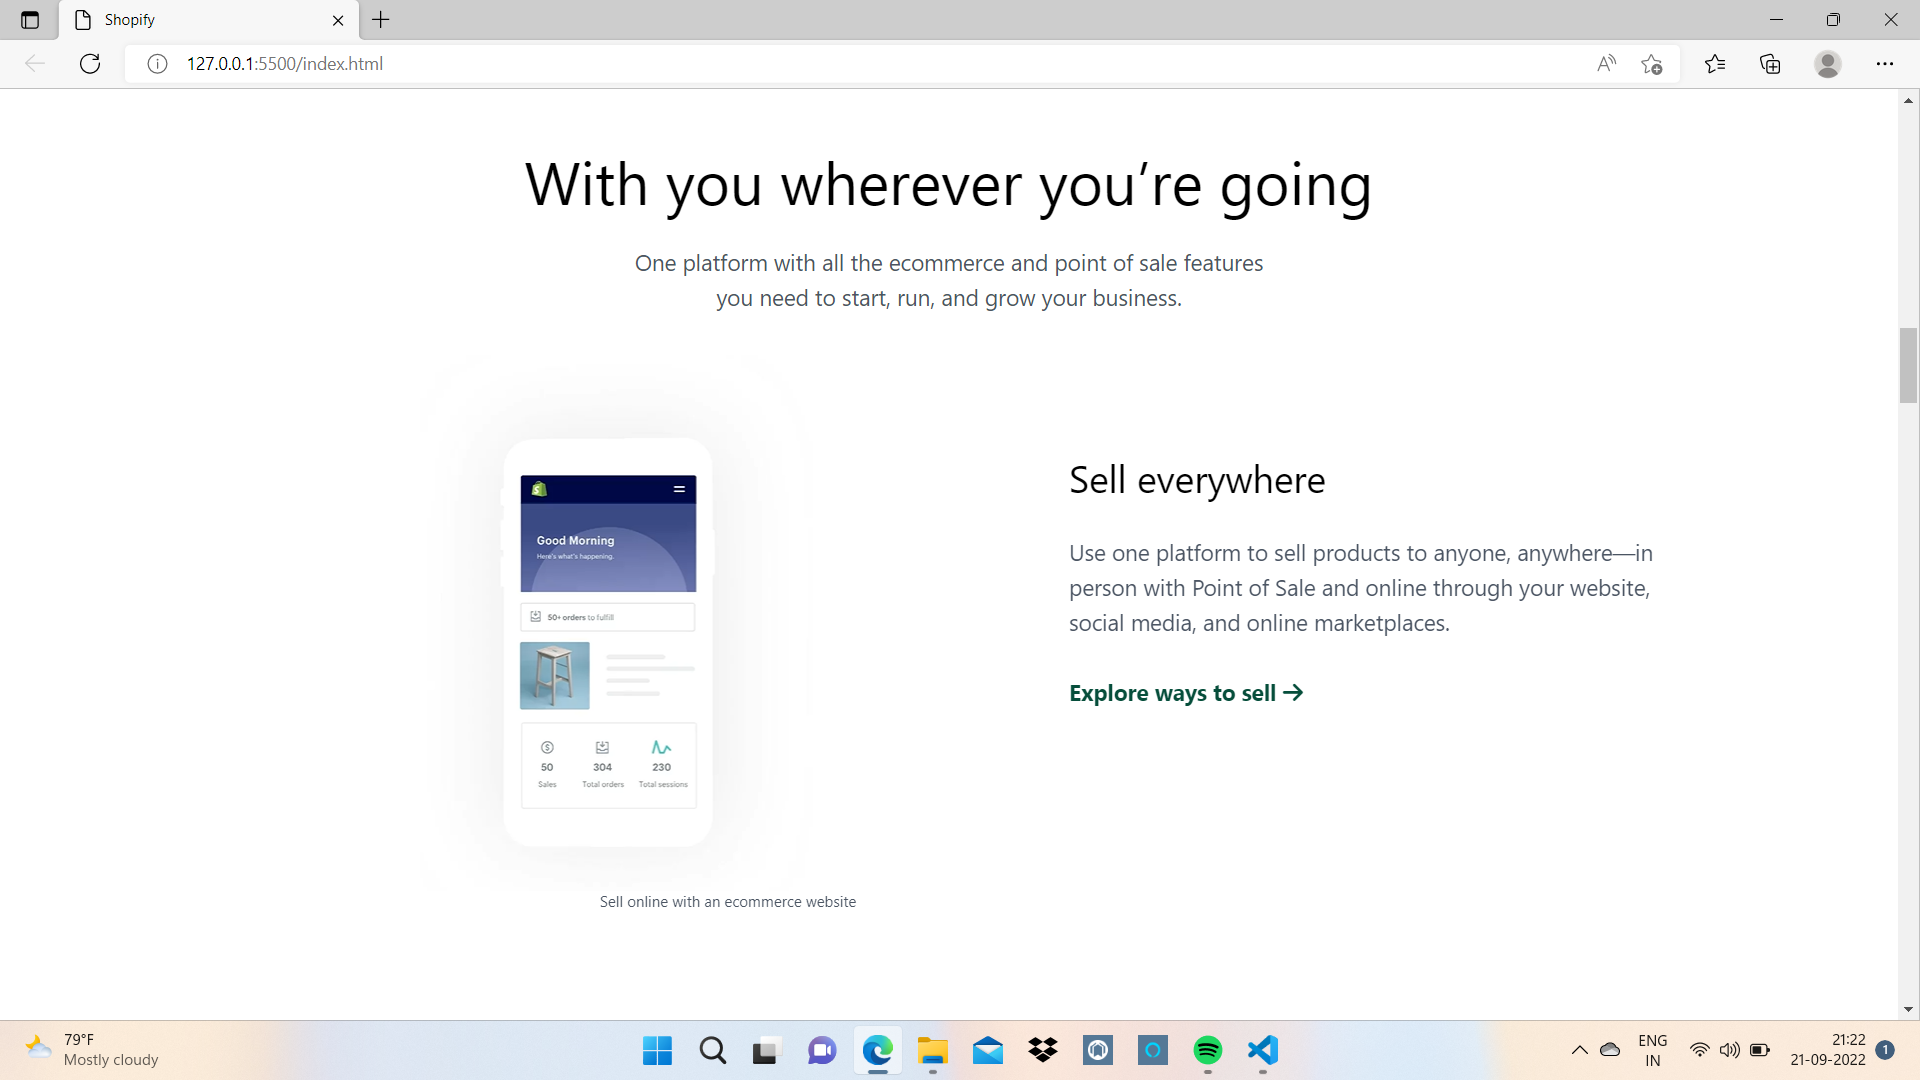 Shopify
127.0.0.1:5500/index.html
With you wherever you’re going
One platform with all the ecommerce and point of sale features
you need to start, run, and grow your business.
Good Morning
Here's what's happening.
50+ orders to fulfill
50
Sales
304
Total orders
230
Total sessions
Sell online with an ecommerce website
Sell everywhere
Use one platform to sell products to anyone, anywhere—in
person with Point of Sale and online through your website,
social media, and online marketplaces.
Explore ways to sell →
79°F
Mostly cloudy
ENG
IN
21:22
21-09-2022
1